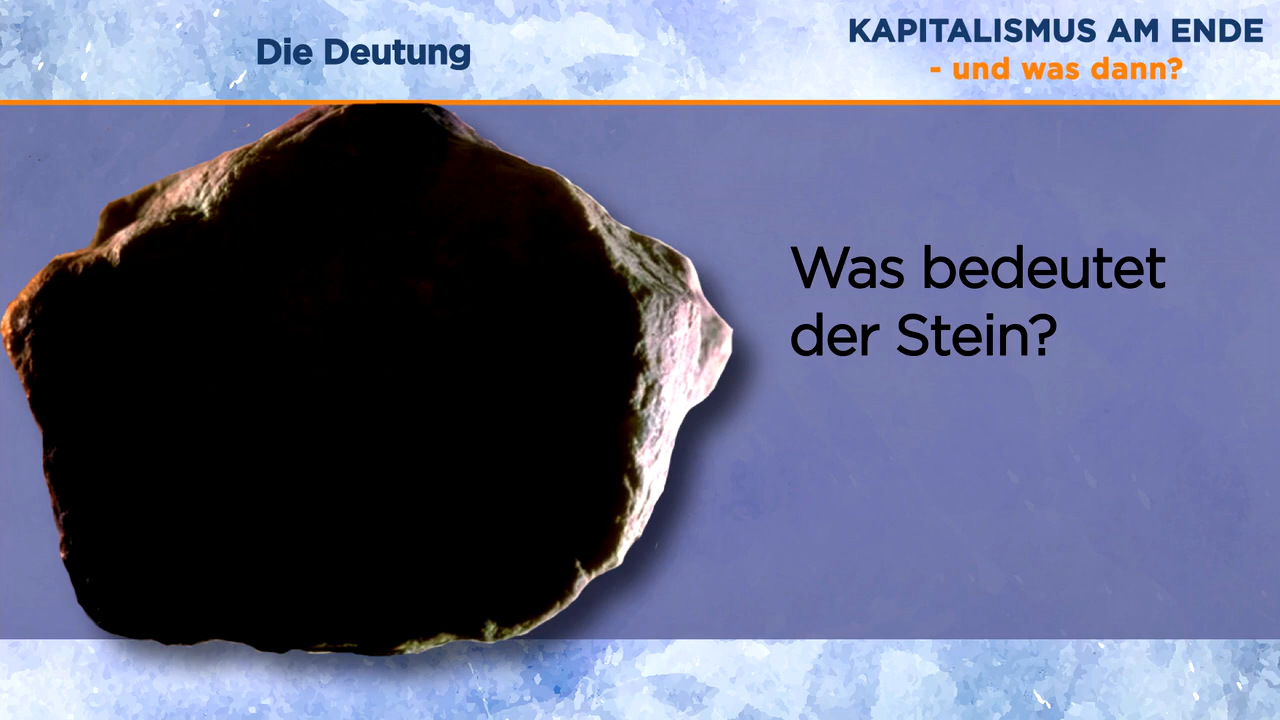 Die Deutung
KAPITALISMUS AM ENDE
- und was dann?
Was bedeutet
der Stein?